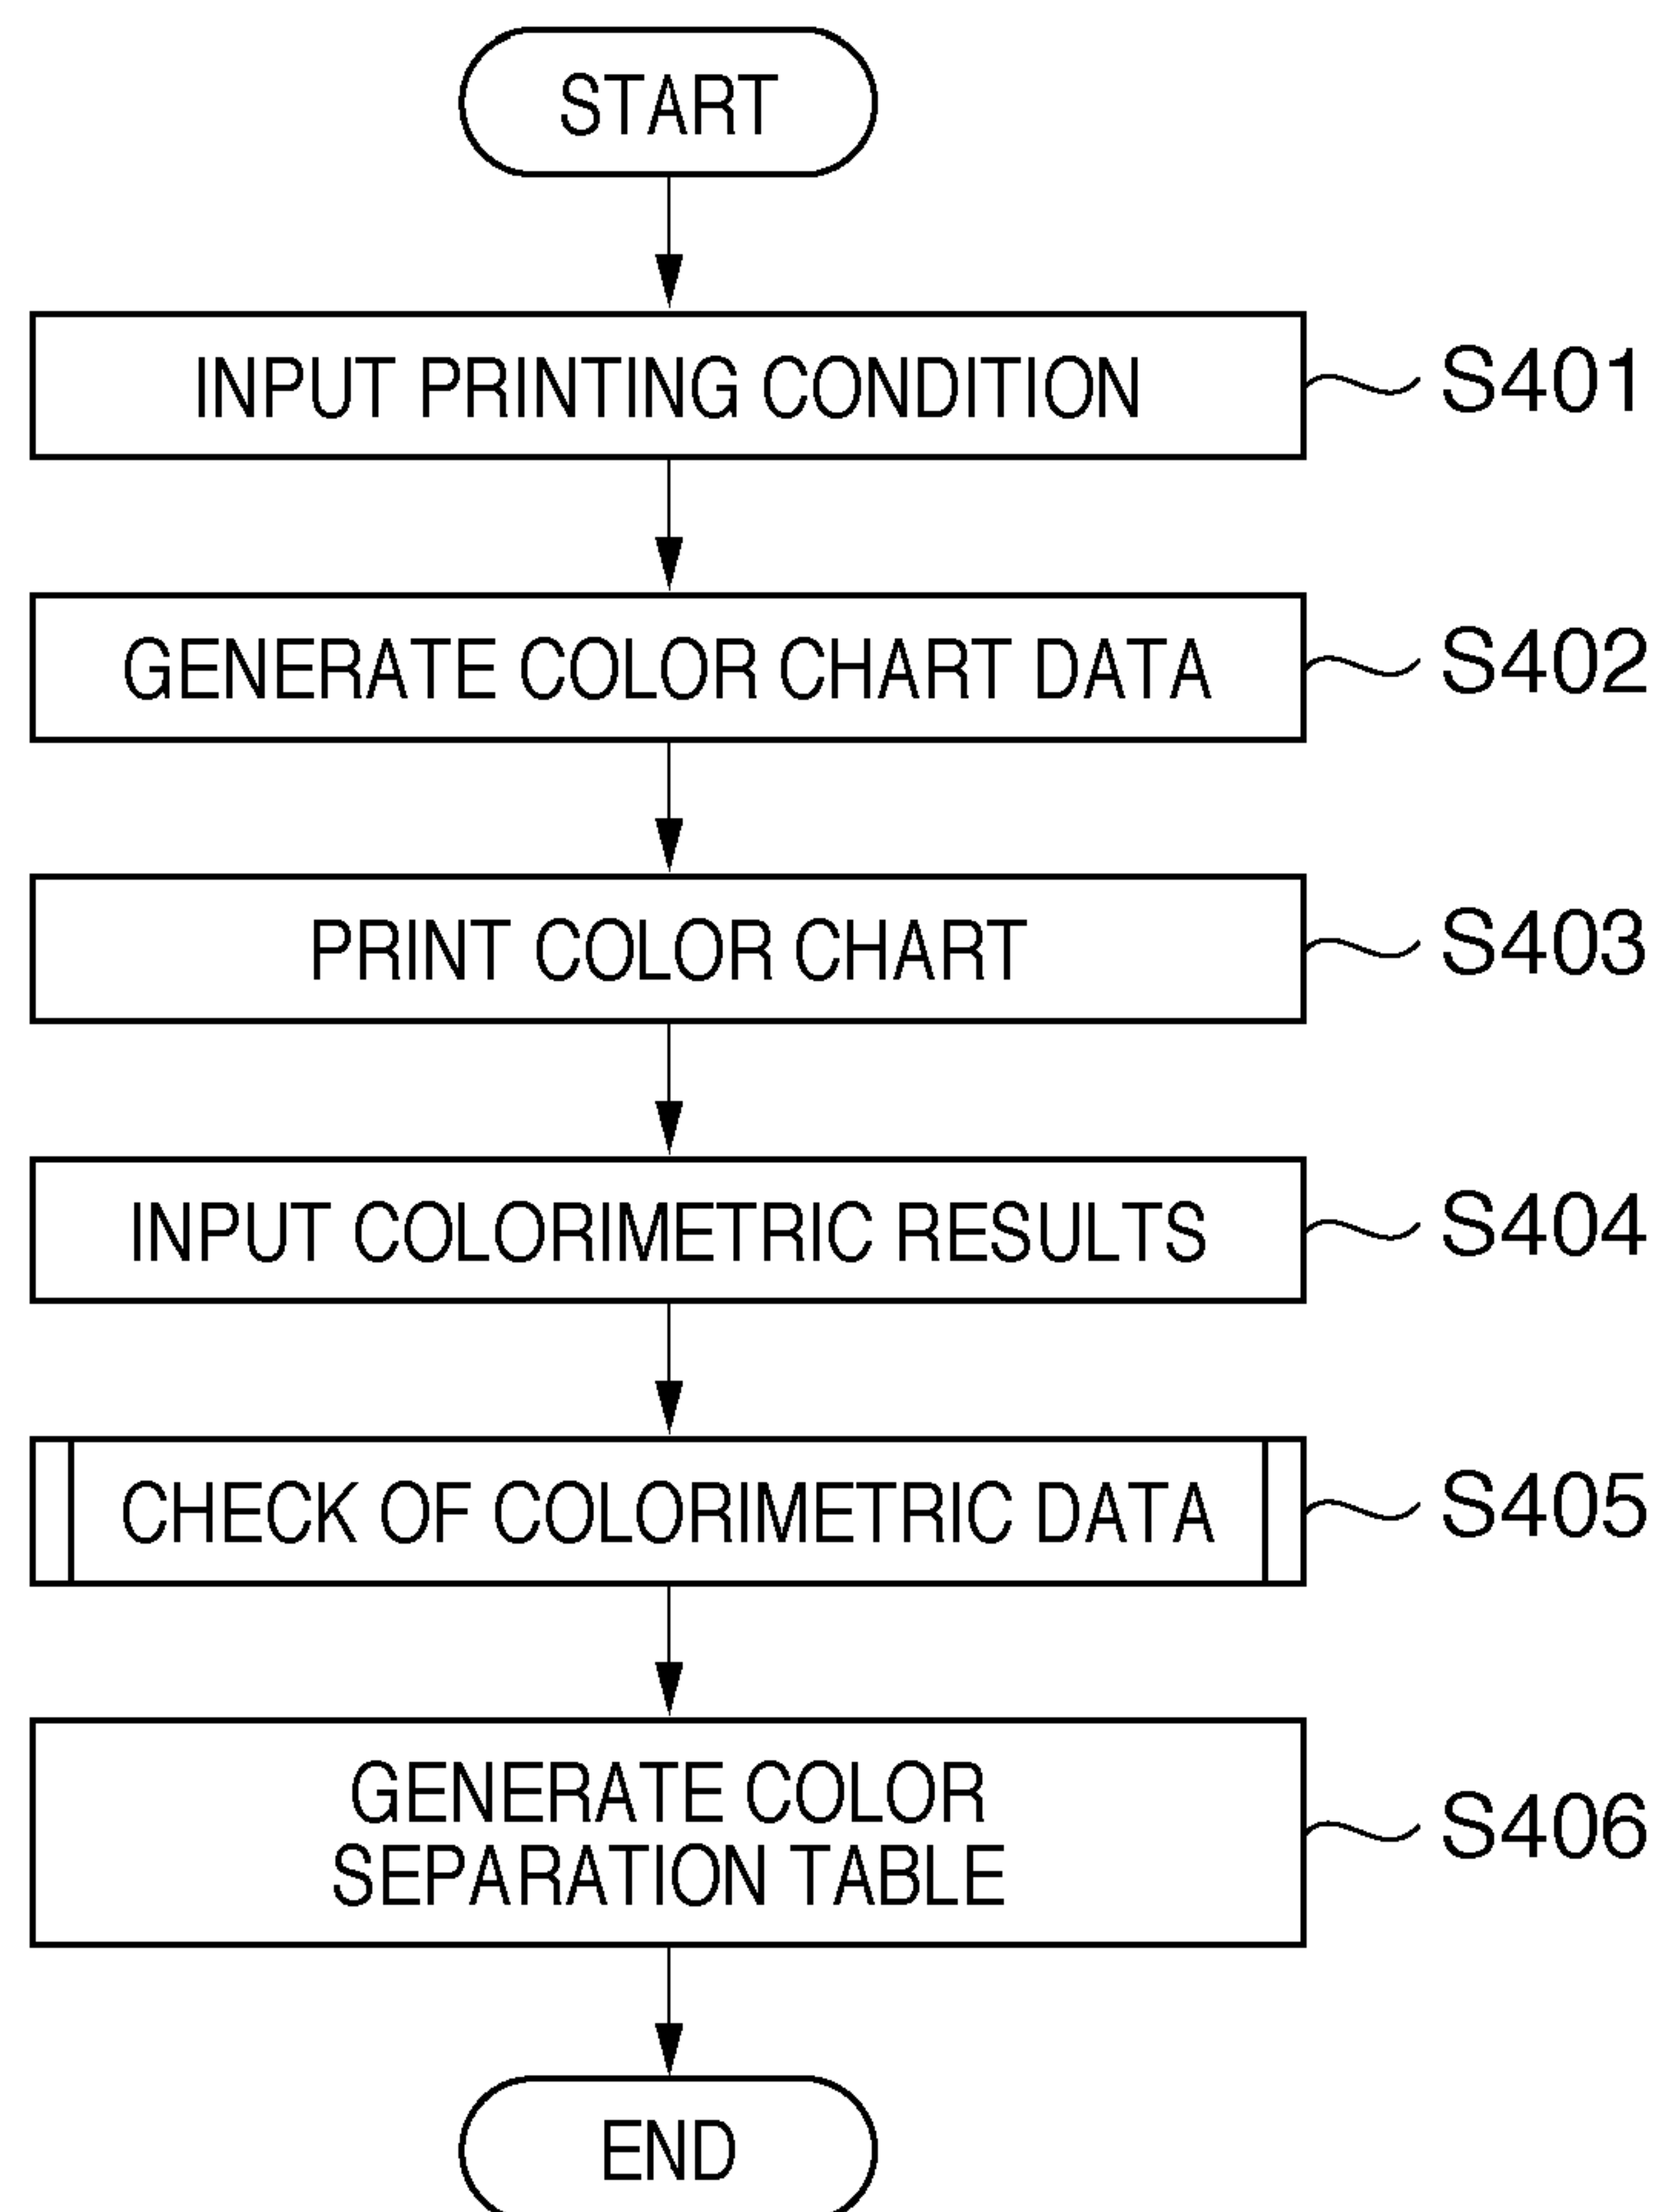 START
INPUT PRINTING CONDITION
S401
GENERATE COLOR CHART DATA
S402
PRINT COLOR CHART
S403
INPUT COLORIMETRIC RESULTS
S404
CHECK OF COLORIMETRIC DATA
S405
GENERATE COLOR
SEPARATION TABLE
S406
END